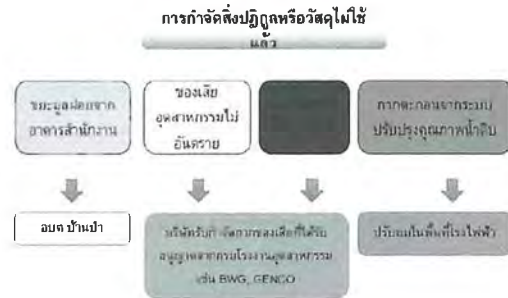 การกำจัดสิ่งปฏิกูลหรือวัสดุไม่ใช้
แล้ว
ขยะมูลฝอยจาก
อาคารสำนักงาน
ของเสีย
อุตสาหกรรมไม่
อันตราย
กากตะกอนจากระบบ
ปรับปรุงคุณภาพน้ำดิบ
อบต บ้านป่า
บริษัทรับกำจัดกากของเสียที่ได้รับ
อนุญาตจากกรมโรงงานอุตสาหกรรม
เช่น BWG, GENCO
ปรับถมในพื้นที่โรงไฟฟ้า